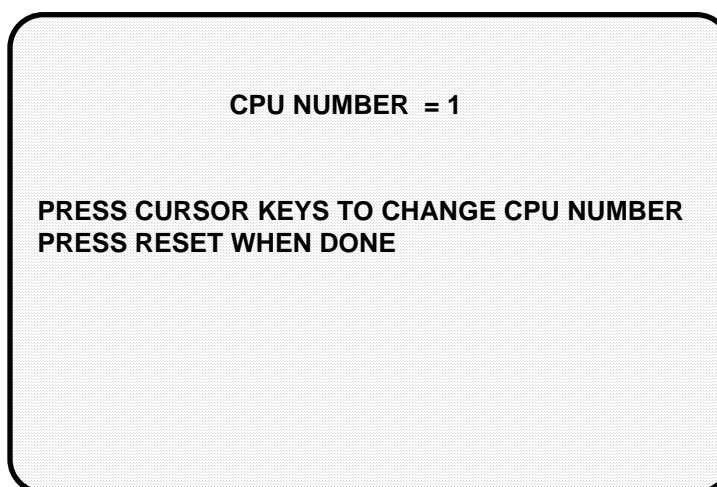 CPU NUMBER = 1
PRESS CURSOR KEYS TO CHANGE CPU NUMBER
PRESS RESET WHEN DONE